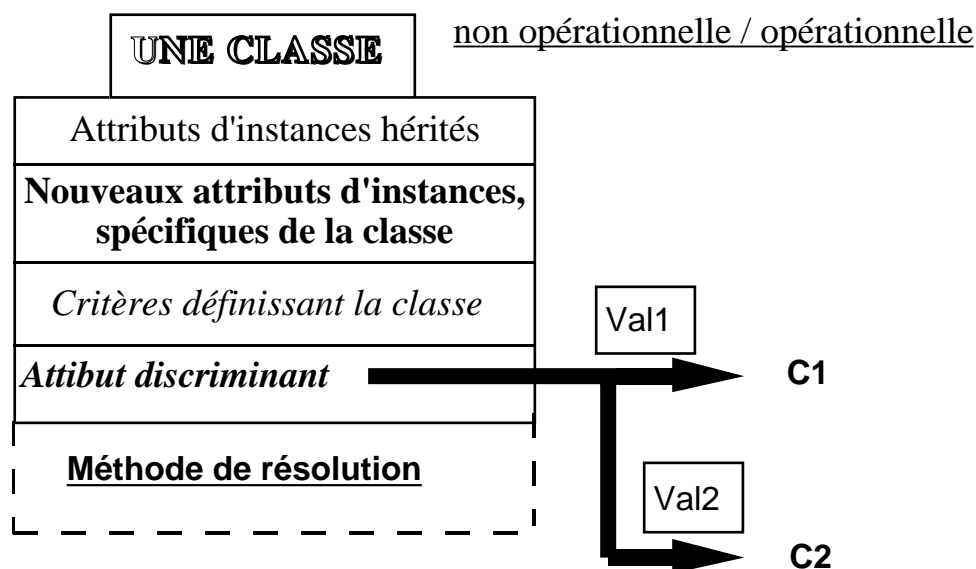 UNE CLASSE
non opérationnelle / opérationnelle
Attributs d'instances hérités
Nouveaux attributs d'instances,
spécifiques de la classe
Critères définissant la classe
Val1
Attibut discriminant
C1
Méthode de résolution
Val2
C2